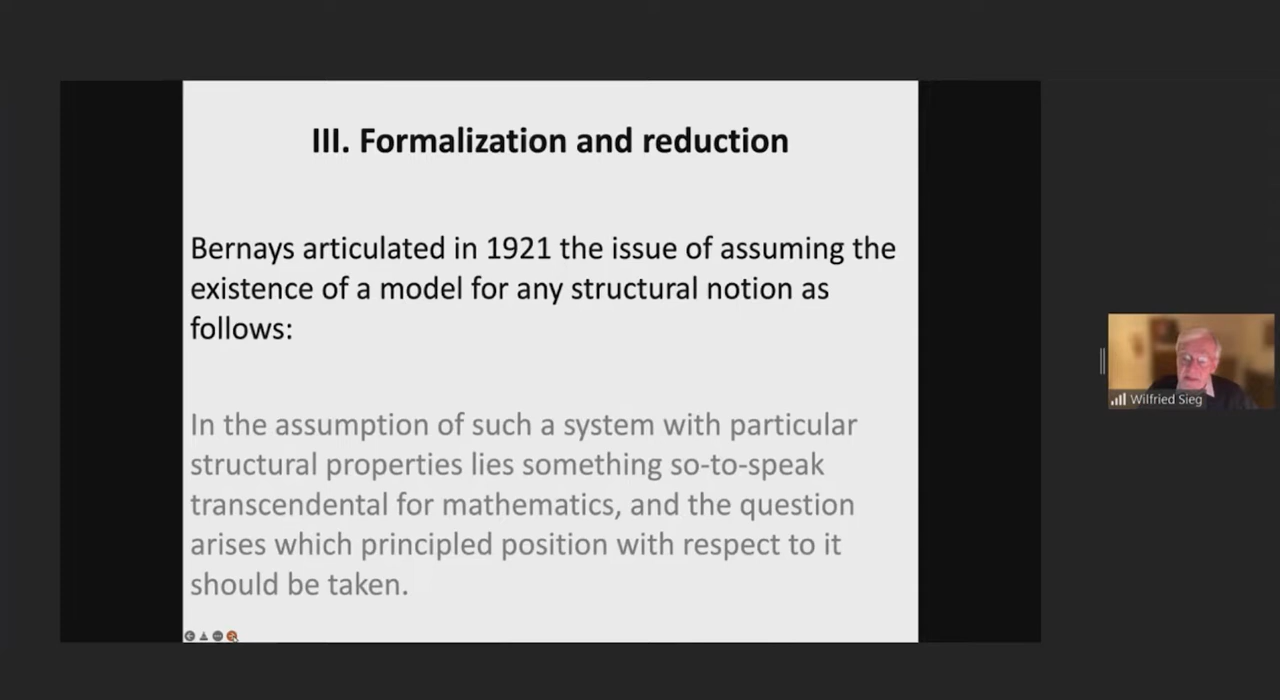 III. Formalization and reduction
Bernays articulated in 1921 the issue of assuming the
existence of a model for any structural notion as
follows:
In the assumption of such a system with particular
structural properties lies something so-to-speak
transcendental for mathematics, and the question
arises which principled position with respect to it
should be taken.
Wilfried Sieg